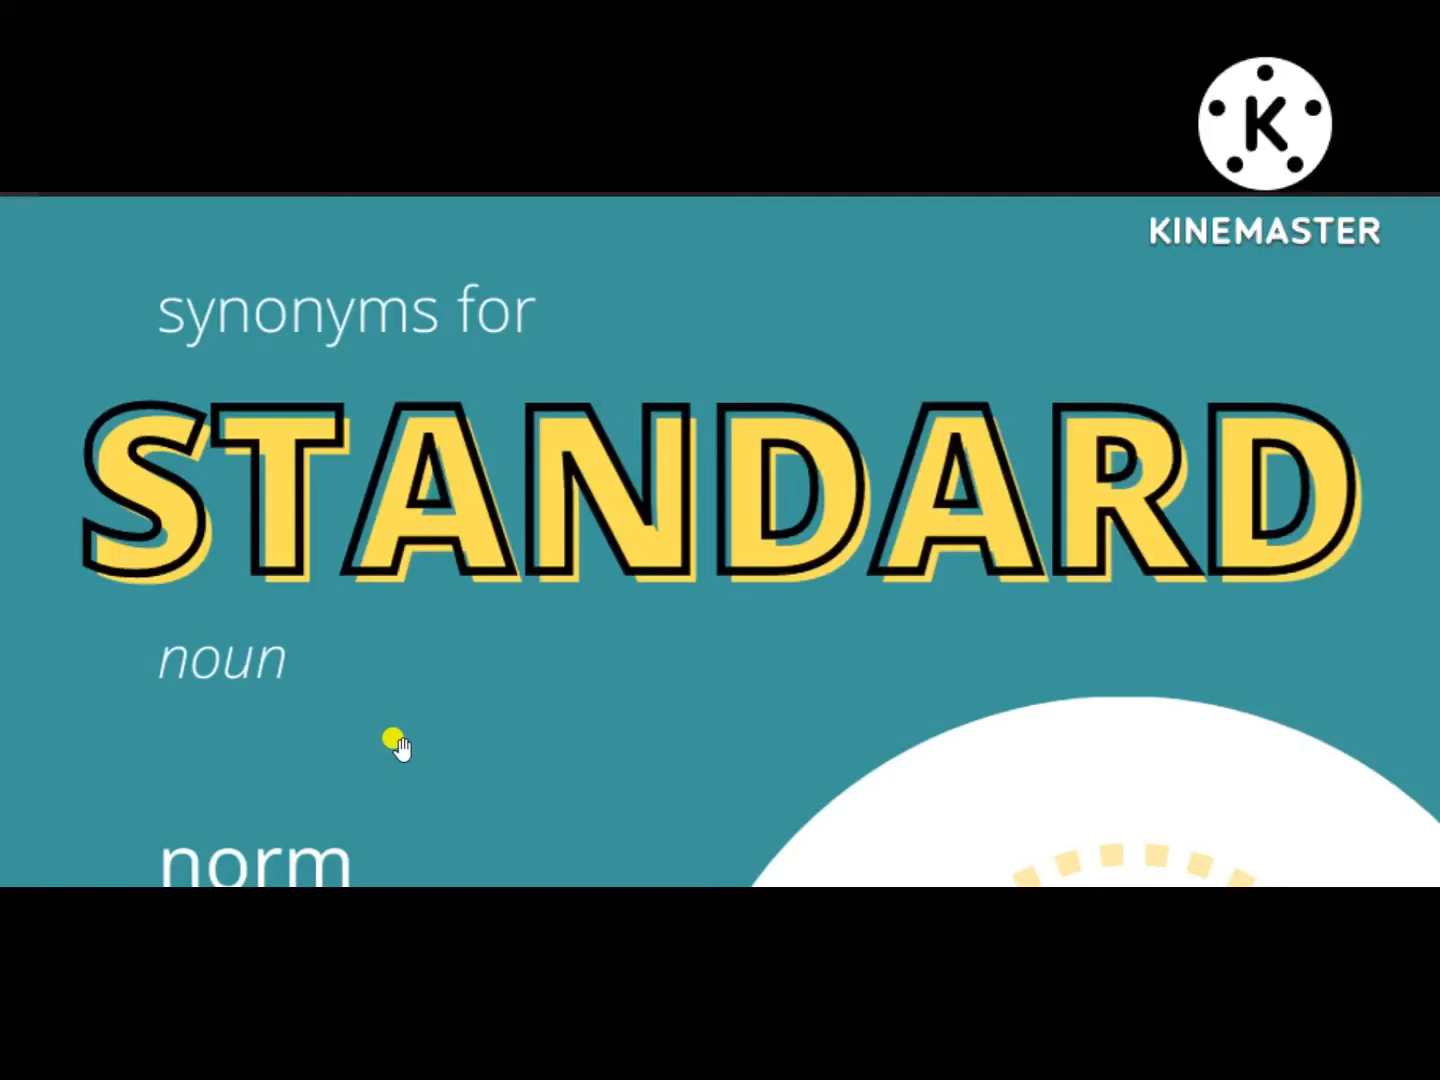 K
KINEMASTER
synonyms for
STANDARD
noun
norm